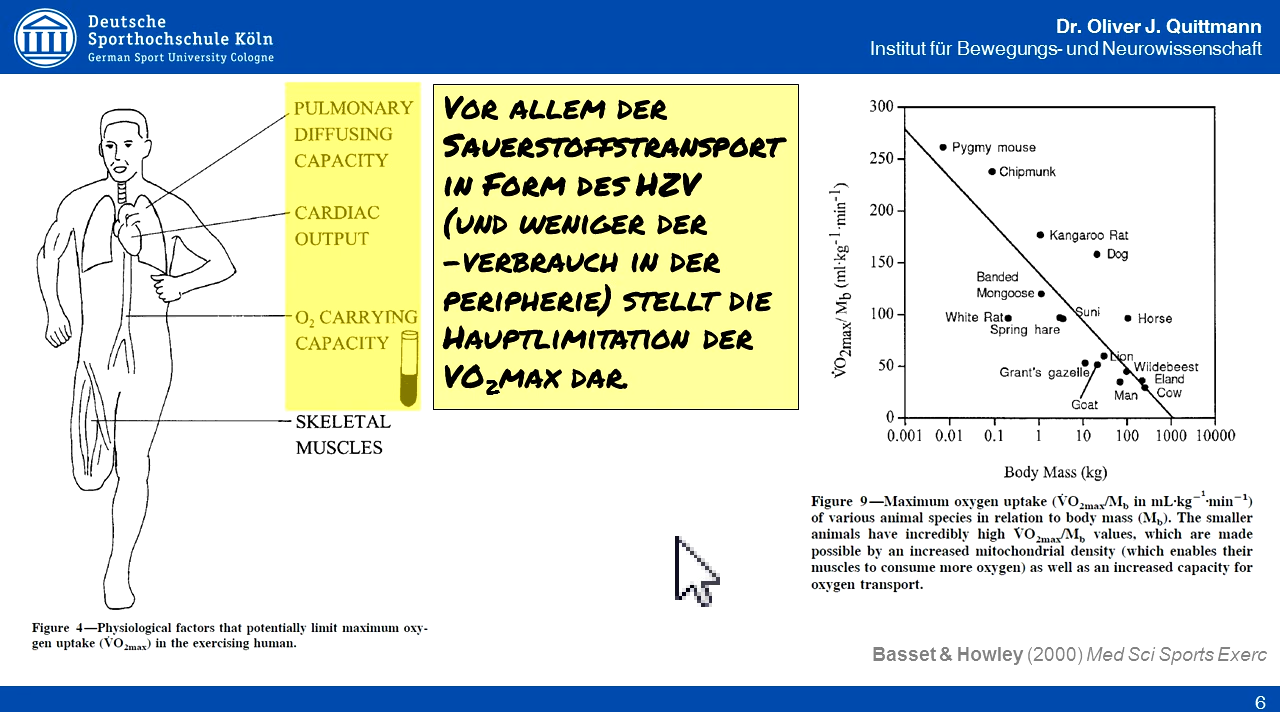 Deutsche
Sporthochschule Köln
German Sport University Cologne
Dr. Oliver J. Quittmann
Institut für Bewegungs- und Neurowissenschaft
PULMONARY
DIFFUSING
CAPACITY
CARDIAC
OUTPUT
O₂ CARRYING
CAPACITY
SKELETAL
MUSCLES
Figure 4—Physiological factors that potentially limit maximum oxy-
gen uptake (V̇O₂max) in the exercising human.
Vor allem der
Sauerstoffstransport
in Form des HZV
(und weniger der
-verbrauch in der
peripherie) stellt die
Hauptlimitation der
VO₂max dar.
V̇O₂max/ Mb (ml·kg⁻¹·min⁻¹)
300
250
200
150
100
50
0
Pygmy mouse
Chipmunk
Kangaroo Rat
Dog
Banded
Mongoose
Suni
White Rat
Horse
Spring hare
Lion
Wildebeest
Grant's gazelle
Eland
Man
Cow
Goat
0.001 0.01 0.1 1 10 100 1000 10000
Body Mass (kg)
Figure 9—Maximum oxygen uptake (V̇O₂max/Mb in mL·kg⁻¹·min⁻¹)
of various animal species in relation to body mass (Mb). The smaller
animals have incredibly high V̇O₂max/Mb values, which are made
possible by an increased mitochondrial density (which enables their
muscles to consume more oxygen) as well as an increased capacity for
oxygen transport.
Basset & Howley (2000) Med Sci Sports Exerc
6